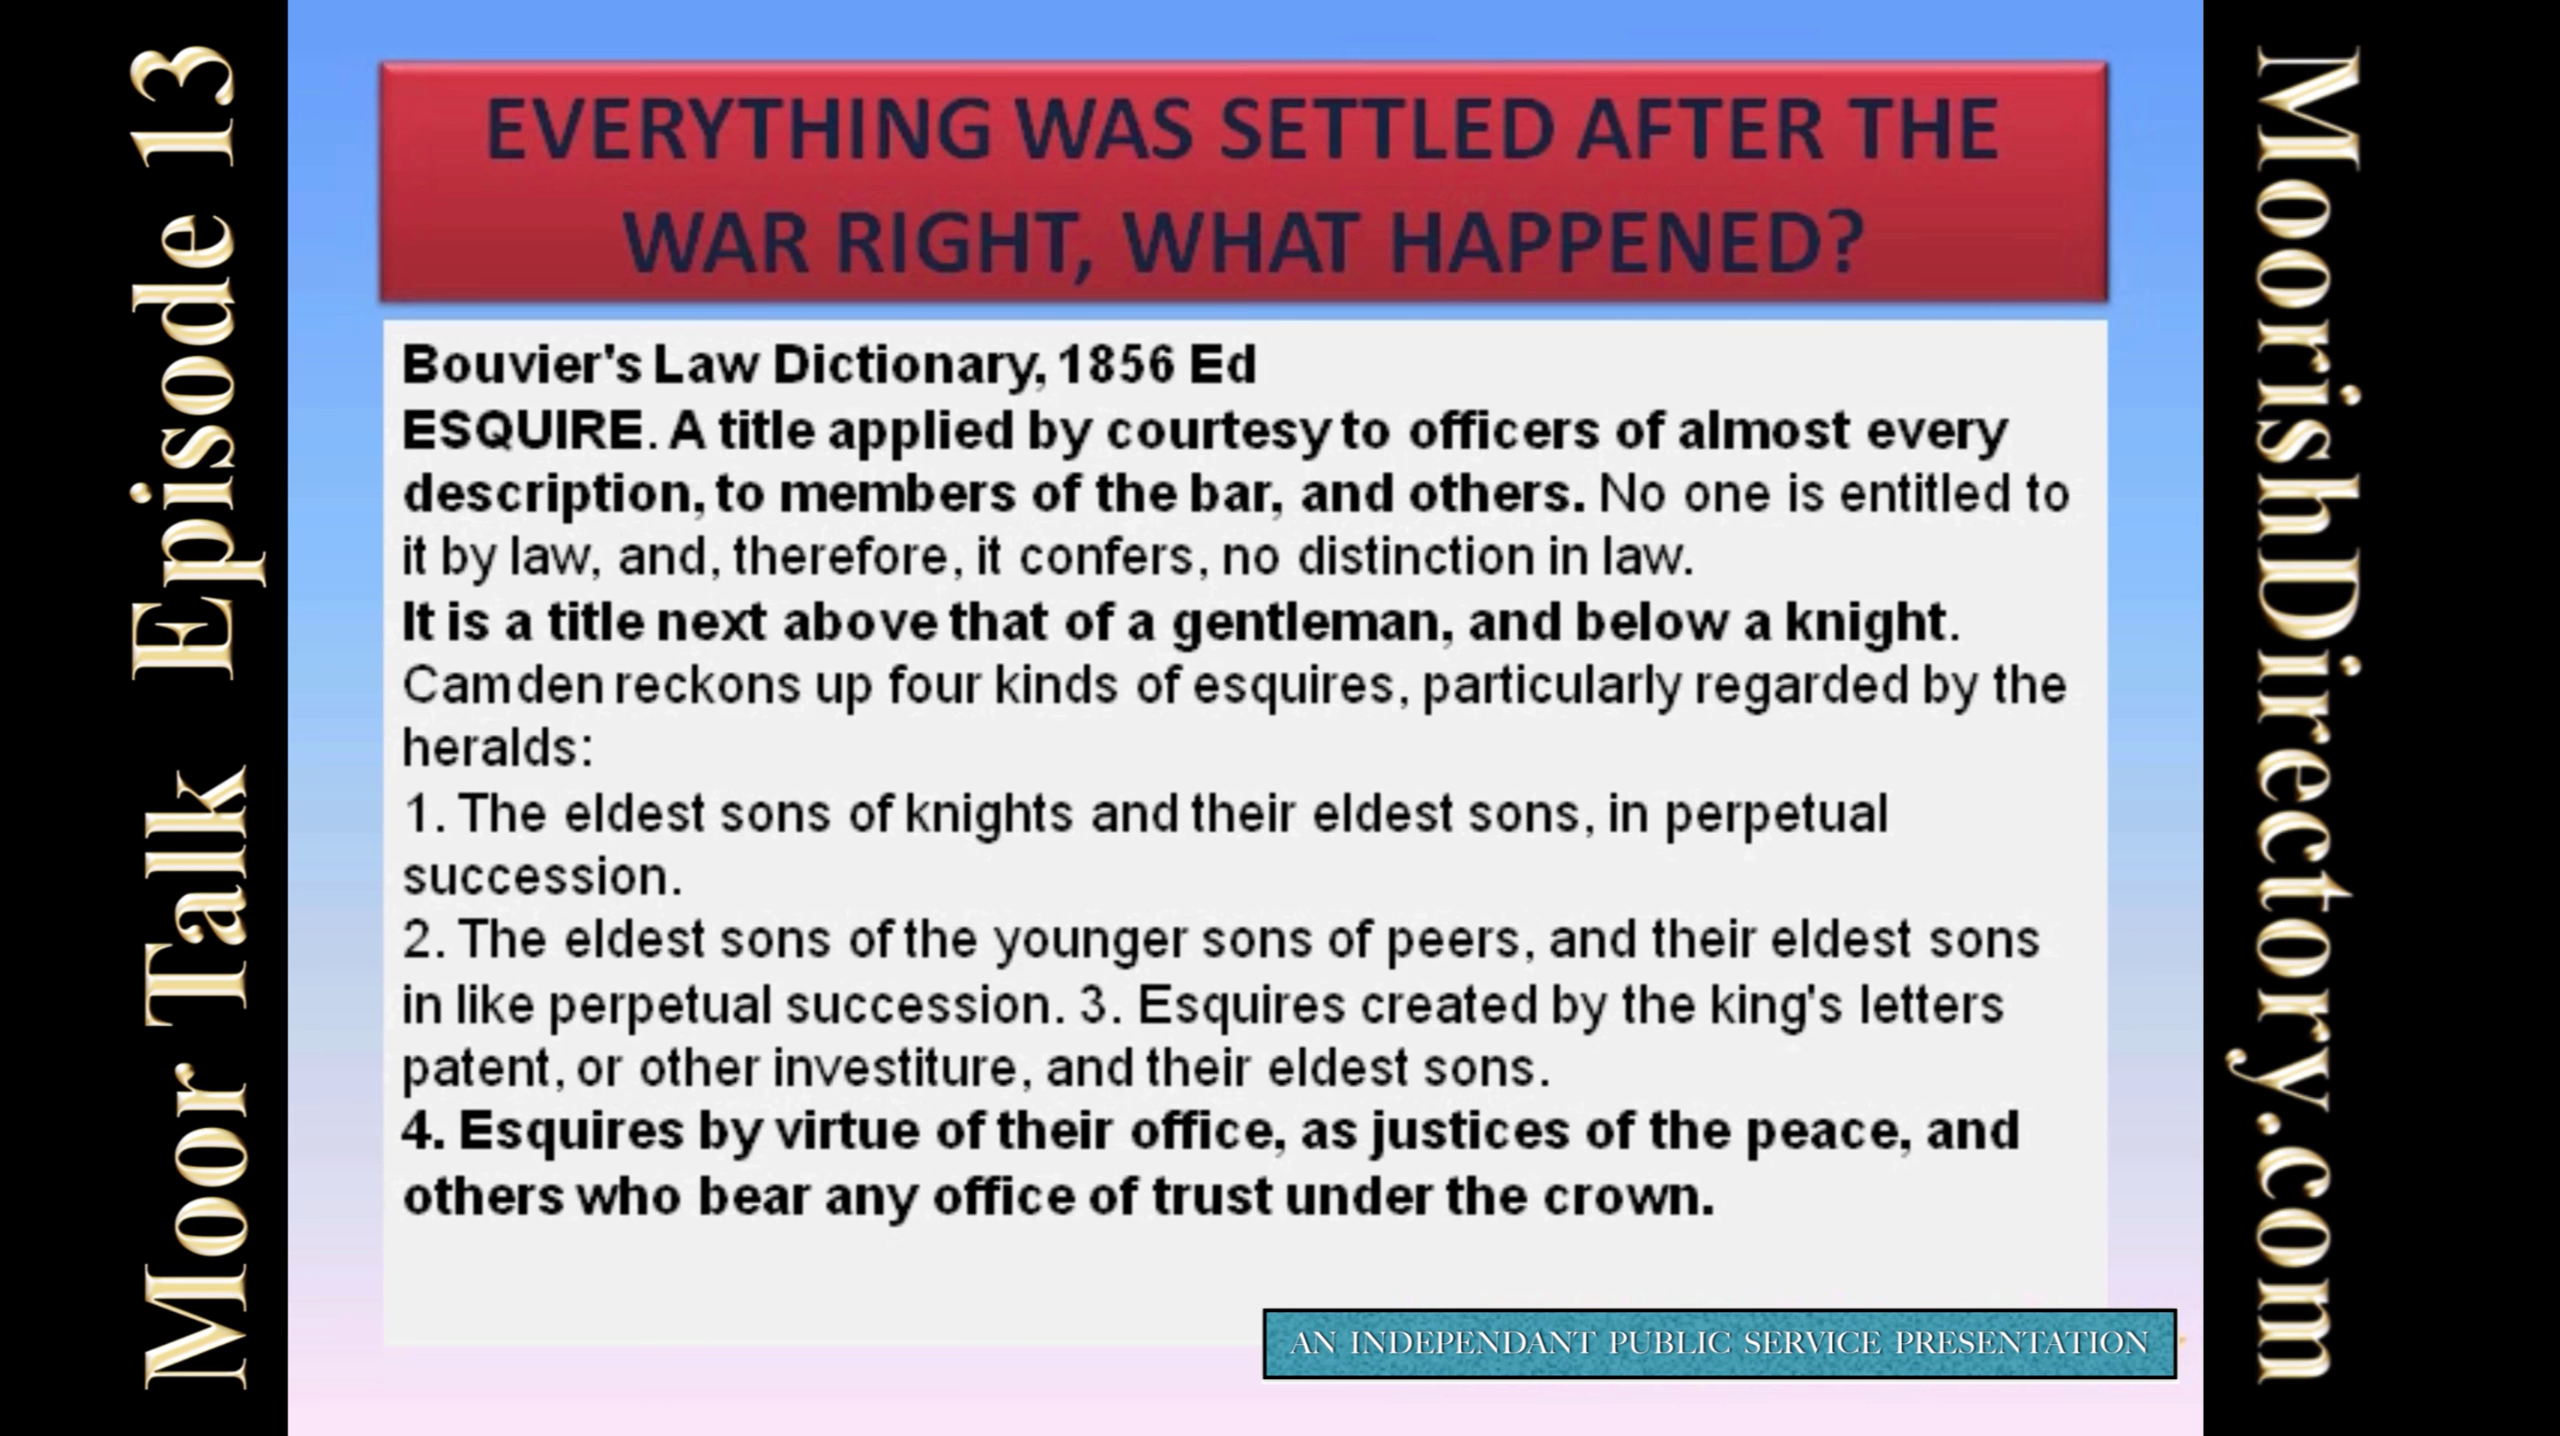 Moor Talk Episode 13
EVERYTHING WAS SETTLED AFTER THE
WAR RIGHT, WHAT HAPPENED?
Bouvier's Law Dictionary, 1856 Ed
ESQUIRE. A title applied by courtesy to officers of almost every
description, to members of the bar, and others. No one is entitled to
it by law, and, therefore, it confers, no distinction in law.
It is a title next above that of a gentleman, and below a knight.
Camden reckons up four kinds of esquires, particularly regarded by the
heralds:
1. The eldest sons of knights and their eldest sons, in perpetual
succession.
2. The eldest sons of the younger sons of peers, and their eldest sons
in like perpetual succession. 3. Esquires created by the king's letters
patent, or other investiture, and their eldest sons.
4. Esquires by virtue of their office, as justices of the peace, and
others who bear any office of trust under the crown.
AN INDEPENDANT PUBLIC SERVICE PRESENTATION
MoorishDirectory.com